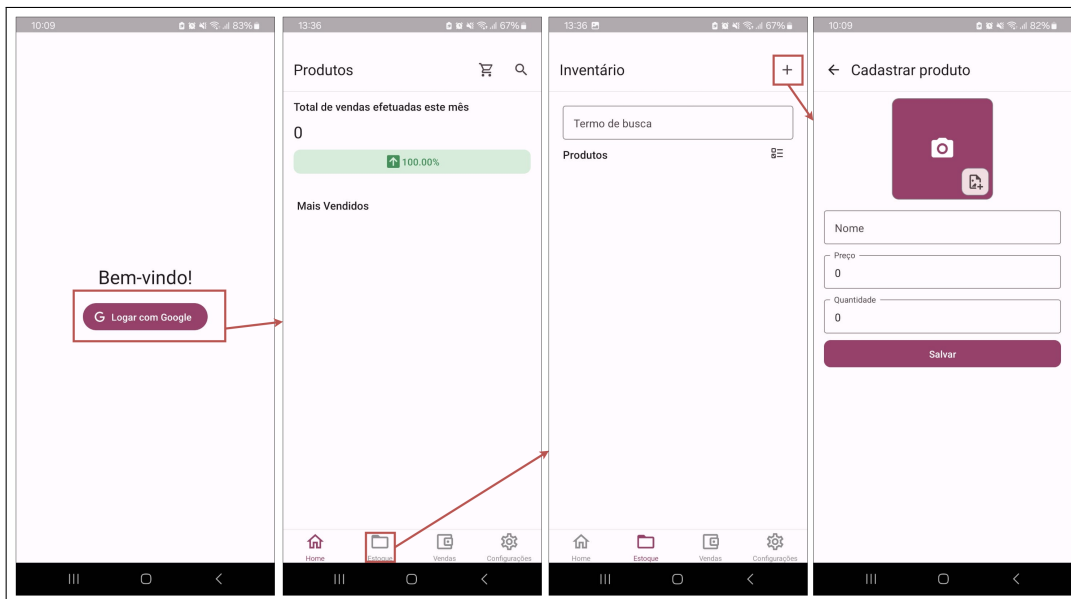 10:09
83%
Bem-vindo!
G Logar com Google
13:36
67%
Produtos
Total de vendas efetuadas este mês
0
100.00%
Mais Vendidos
Home
Estoque
Vendas
Configurações
13:36
67%
Inventário
+
Termo de busca
Produtos
Home
Estoque
Vendas
Configurações
10:09
82%
Cadastrar produto
Nome
Preço
0
Quantidade
0
Salvar